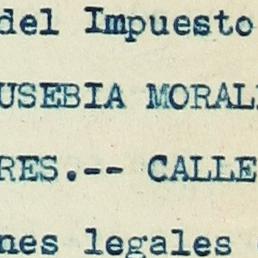 del Impuesto
USEBIA MORAL
RES.-- CALLE
nes legales